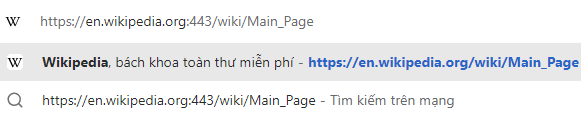 https://en.wikipedia.org:443/wiki/Main_Page
Wikipedia, bách khoa toàn thư miễn phí - https://en.wikipedia.org/wiki/Main_Page
https://en.wikipedia.org:443/wiki/Main_Page - Tìm kiếm trên mạng